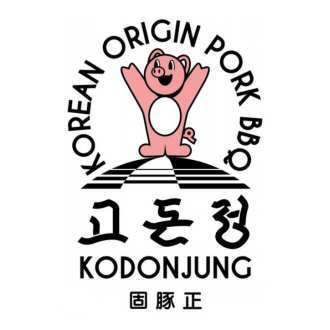 KOREAN ORIGIN PORK BBQ
고돈정
KODONJUNG
固豚正